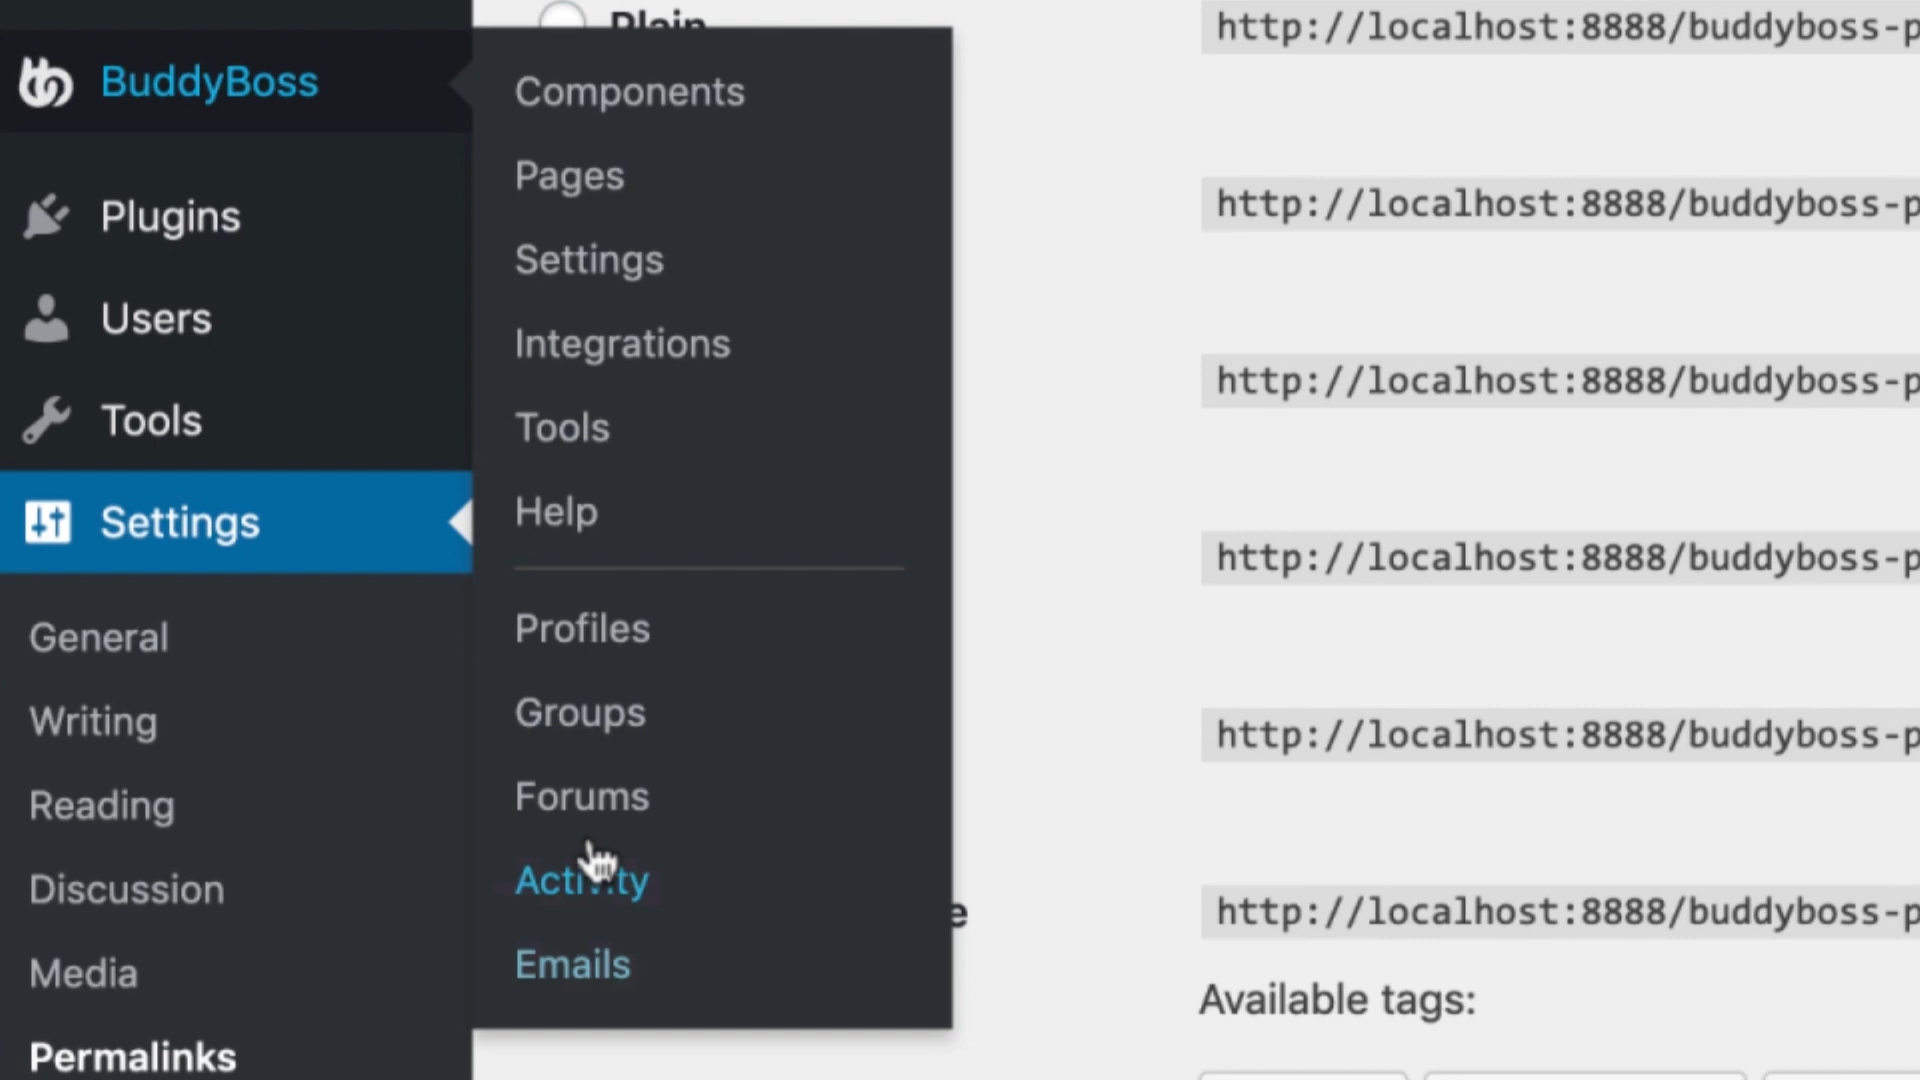 BuddyBoss
Plugins
Users
Tools
Settings
General
Writing
Reading
Discussion
Media
Permalinks
Components
Pages
Settings
Integrations
Tools
Help
Profiles
Groups
Forums
Activity
Emails
Plain
http://localhost:8888/buddyboss-p
http://localhost:8888/buddyboss-p
http://localhost:8888/buddyboss-p
http://localhost:8888/buddyboss-p
http://localhost:8888/buddyboss-p
e
http://localhost:8888/buddyboss-p
Available tags: